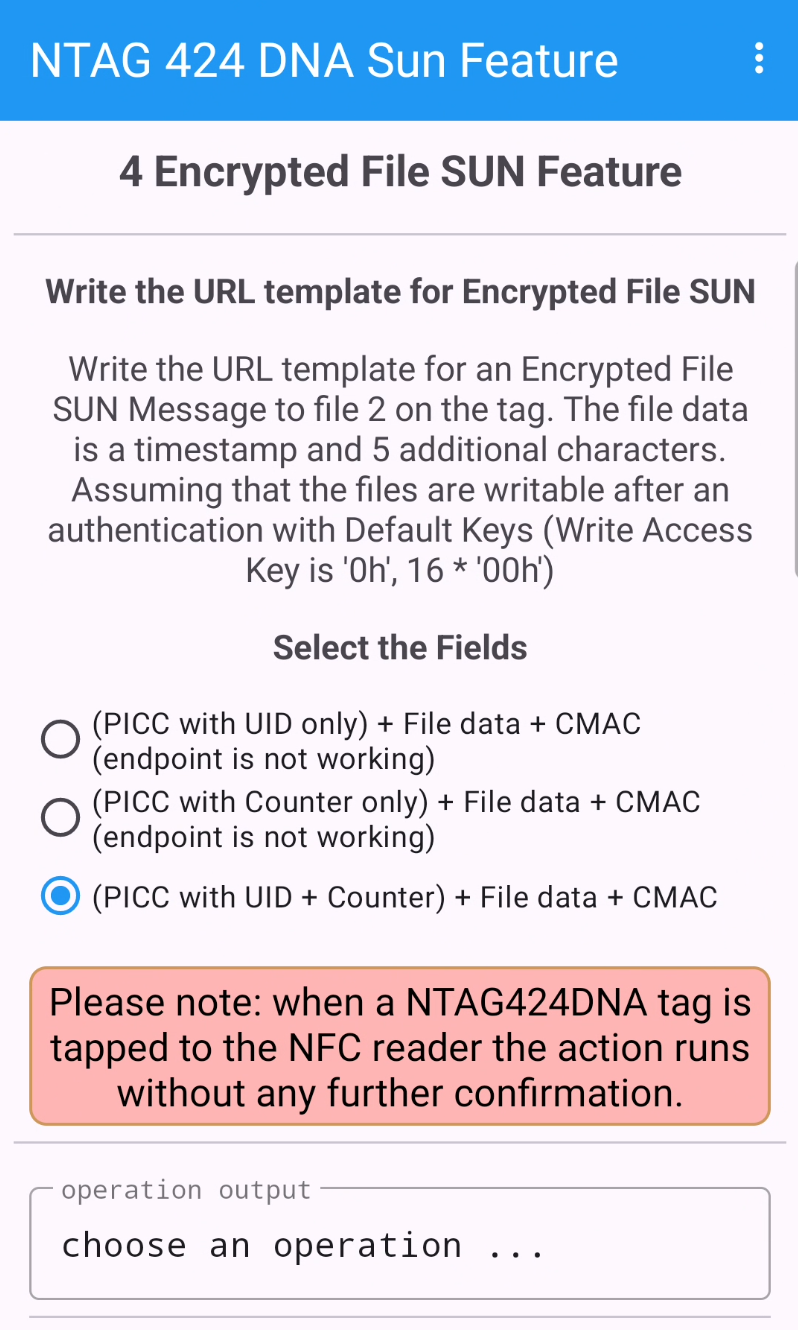 NTAG 424 DNA Sun Feature
4 Encrypted File SUN Feature
Write the URL template for Encrypted File SUN
Write the URL template for an Encrypted File
SUN Message to file 2 on the tag. The file data
is a timestamp and 5 additional characters.
Assuming that the files are writable after an
authentication with Default Keys (Write Access
Key is '0h', 16 * '00h')
Select the Fields
(PICC with UID only) + File data + CMAC
(endpoint is not working)
(PICC with Counter only) + File data + CMAC
(endpoint is not working)
(PICC with UID + Counter) + File data + CMAC
Please note: when a NTAG424DNA tag is
tapped to the NFC reader the action runs
without any further confirmation.
operation output
choose an operation ...